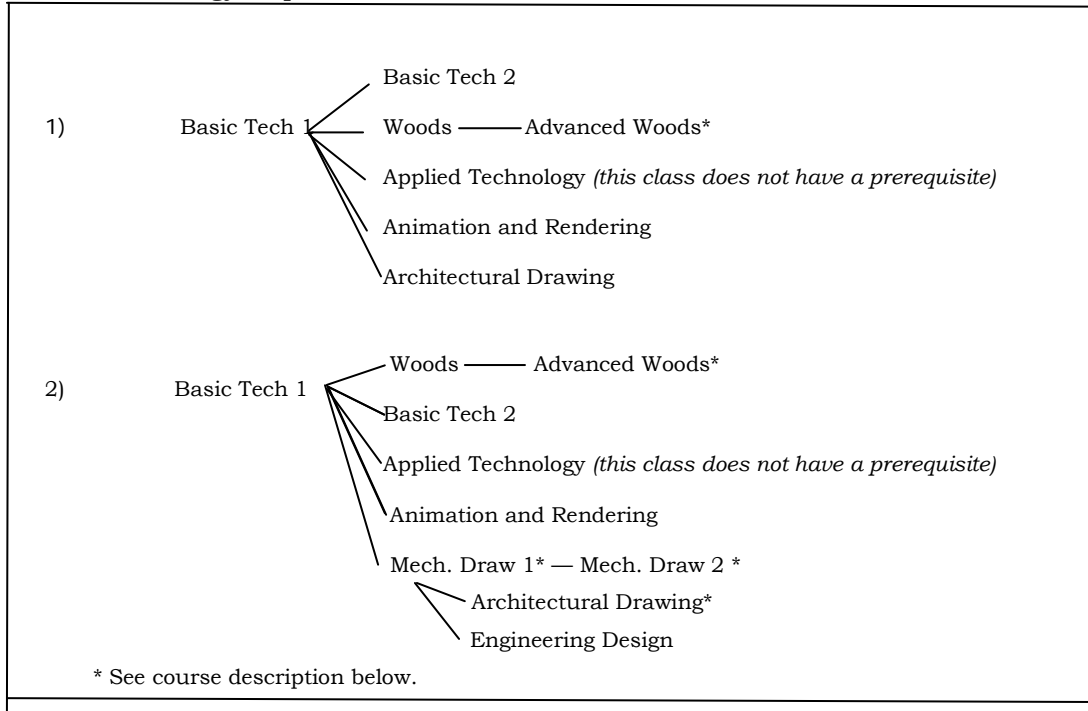 Basic Tech 2
1) Basic Tech 1 Woods Advanced Woods*
Applied Technology (this class does not have a prerequisite)
Animation and Rendering
Architectural Drawing
Woods Advanced Woods*
2) Basic Tech 1
Basic Tech 2
Applied Technology (this class does not have a prerequisite)
Animation and Rendering
Mech. Draw 1* — Mech. Draw 2 *
Architectural Drawing*
Engineering Design
* See course description below.